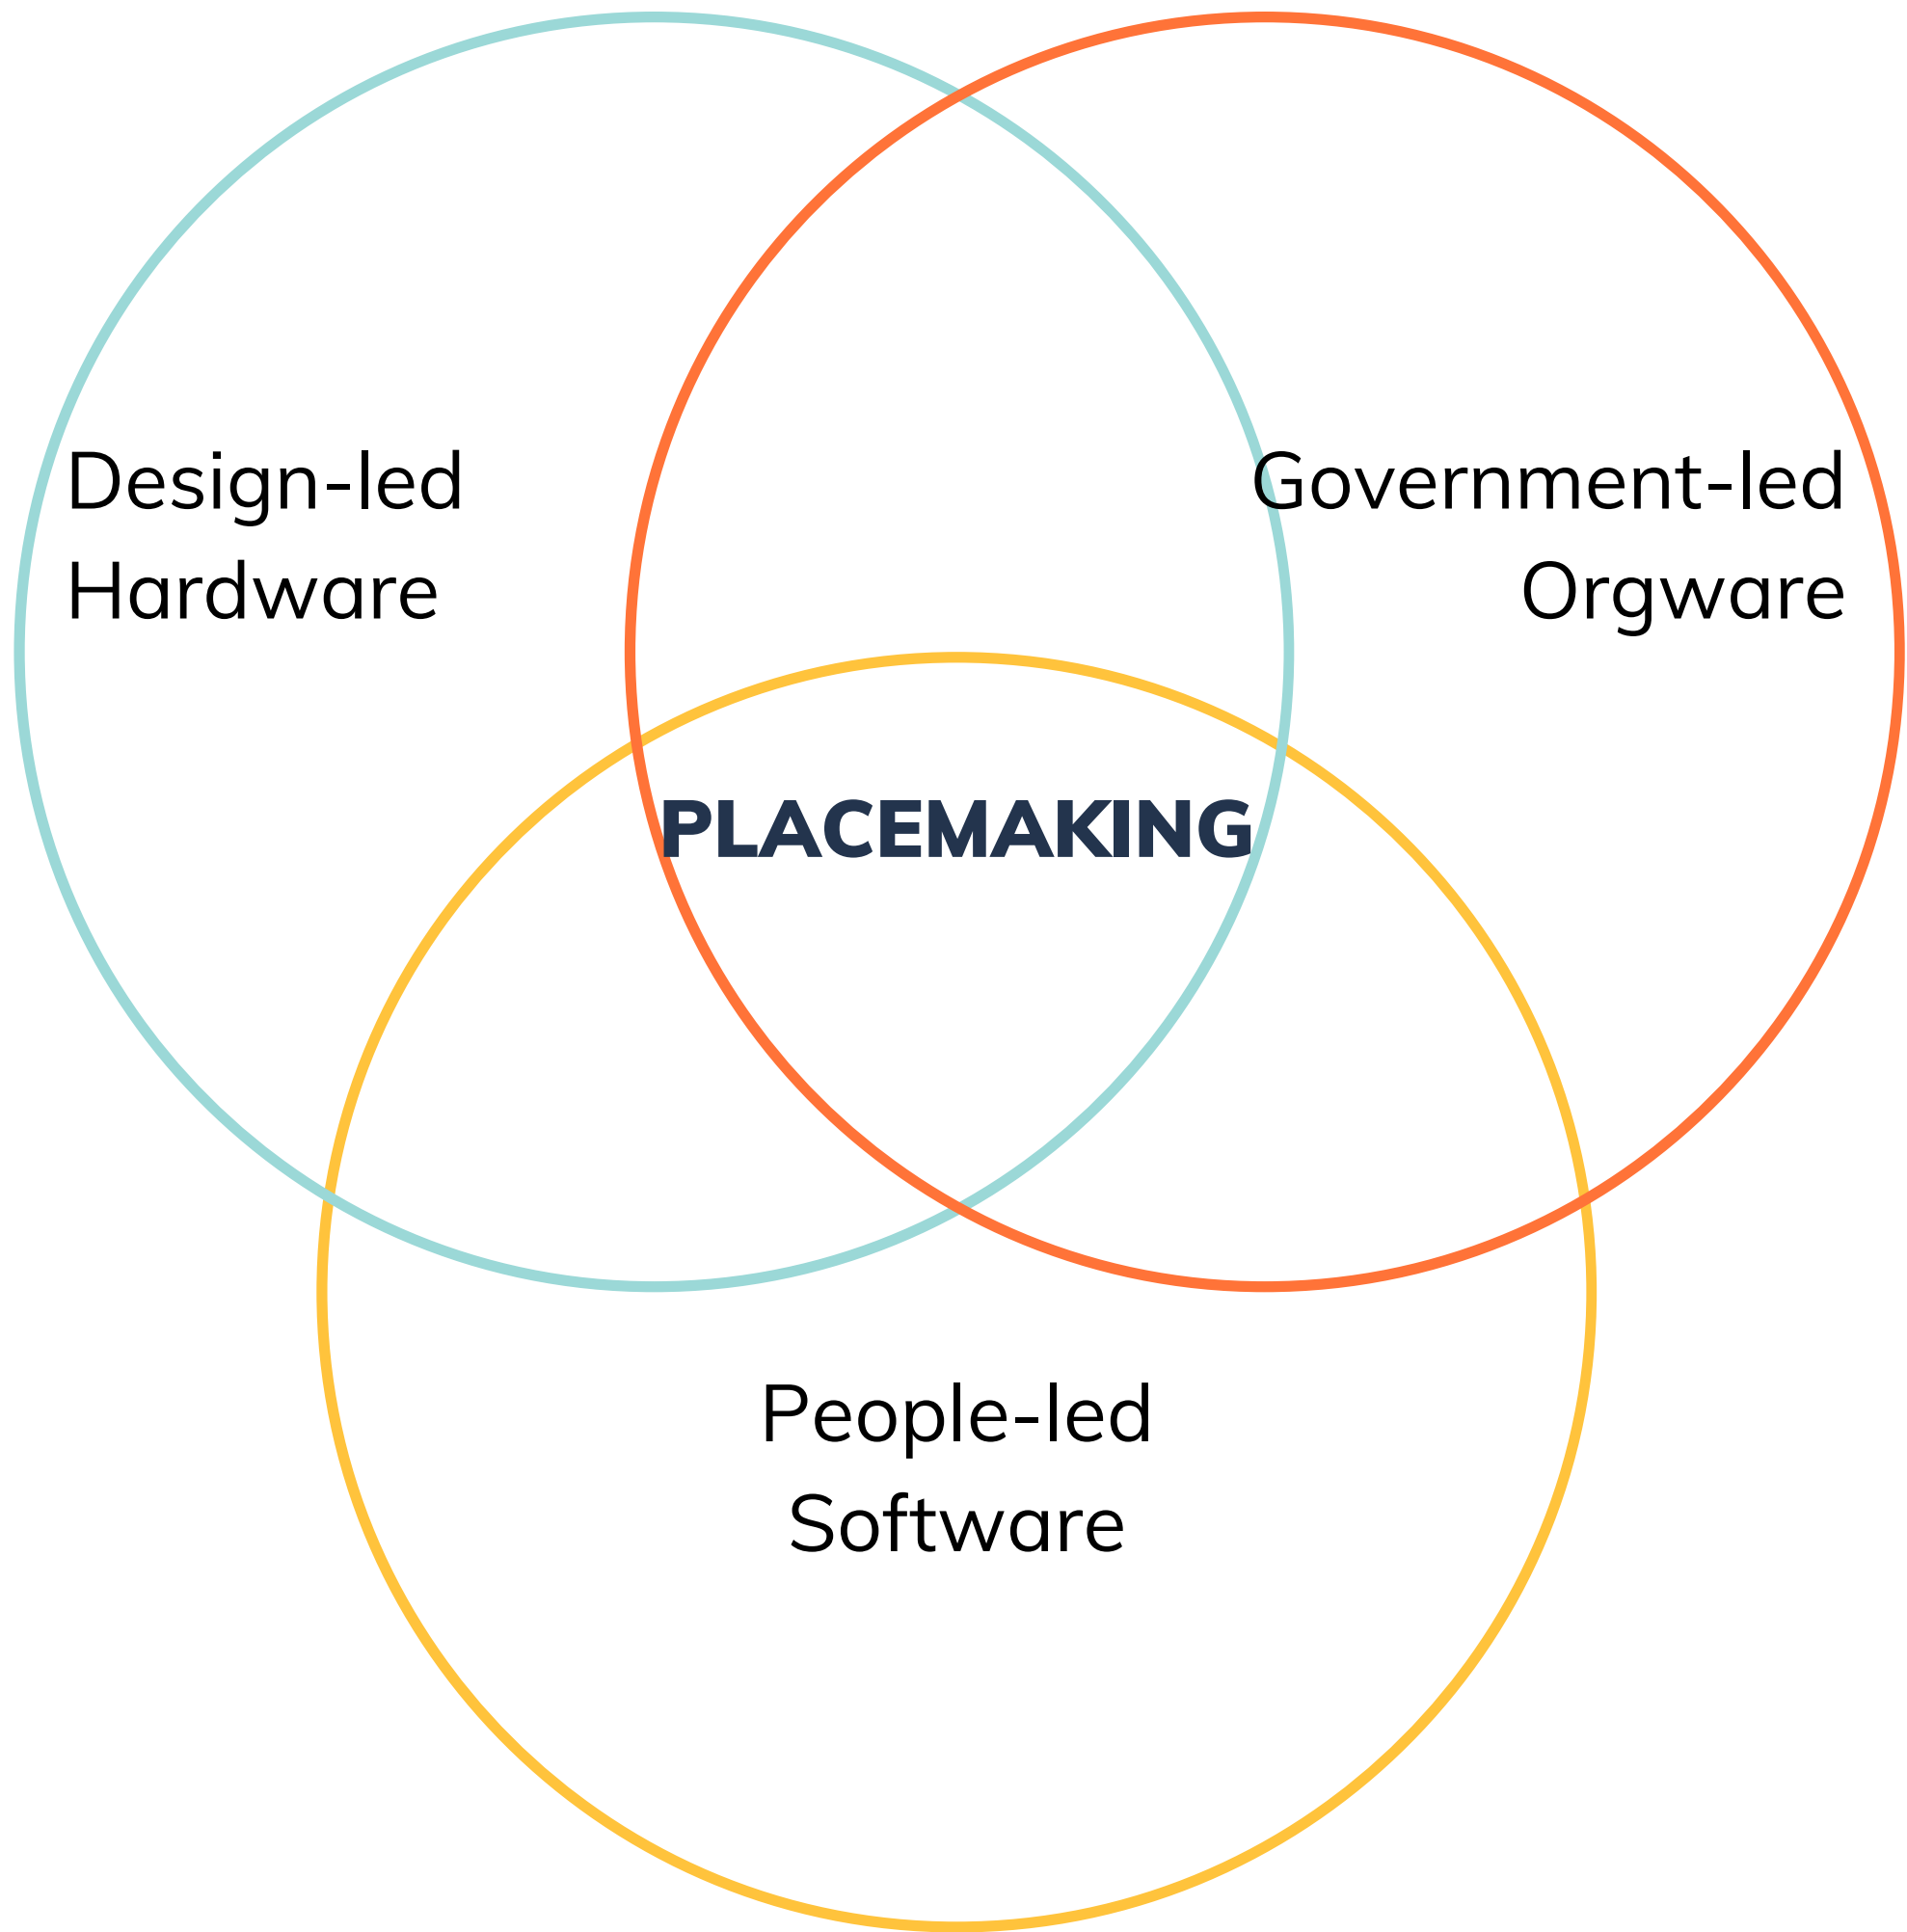 Design-led
Hardware
Government-led
Orgware
PLACEMAKING
People-led
Software